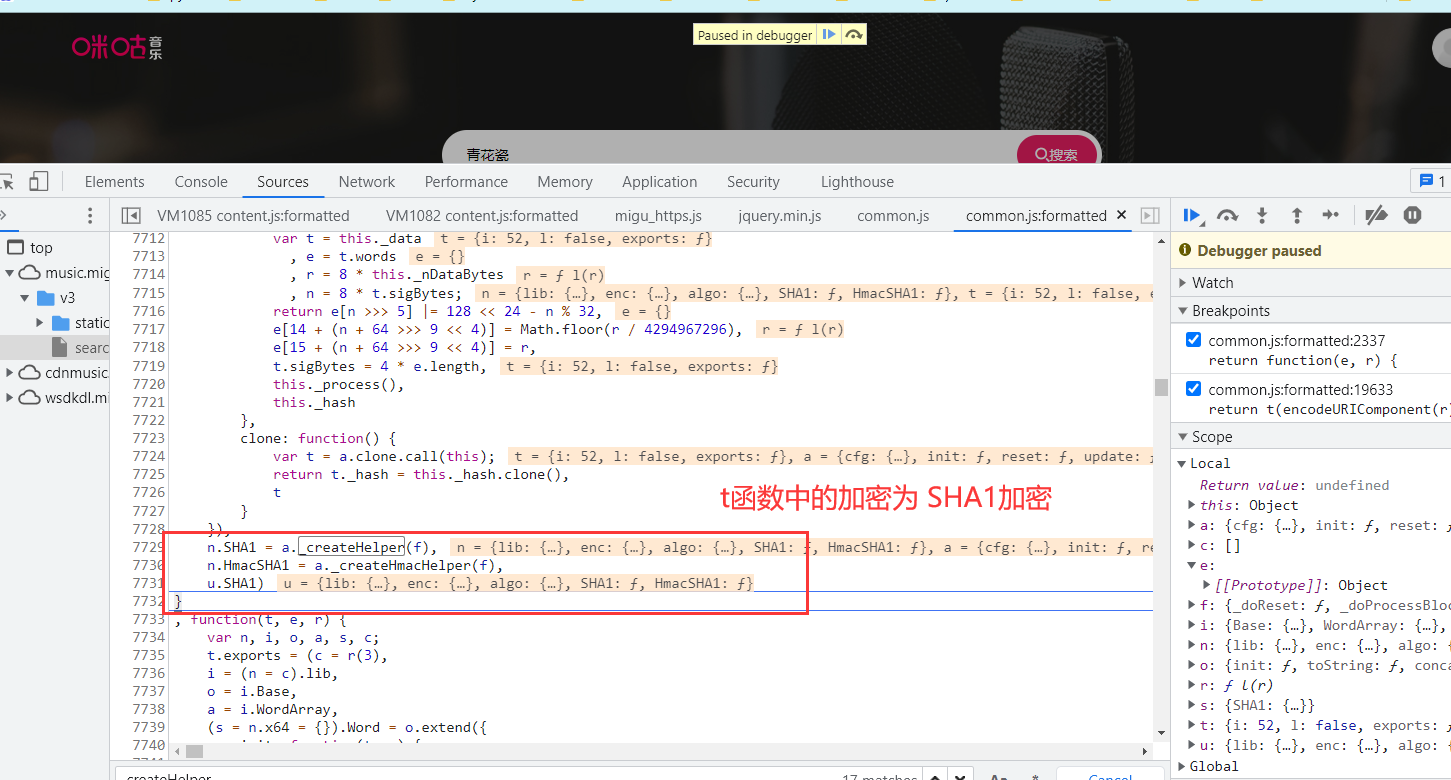 咪咕音乐
Paused in debugger
青花瓷
搜索
Elements Console Sources Network Performance Memory Application Security Lighthouse 1
VM1085 content.js:formatted VM1082 content.js:formatted migu_https.js jquery.min.js common.js common.js:formatted ×
top
music.mig
v3
static
searc
cdnmusic.
wsdkdl.mi
7712 var t = this._data t = {i: 52, l: false, exports: ƒ}
7713 , e = t.words e = {}
7714 , r = 8 * this._nDataBytes r = ƒ l(r)
7715 , n = 8 * t.sigBytes; n = {lib: {…}, enc: {…}, algo: {…}, SHA1: ƒ, HmacSHA1: ƒ}, t = {i: 52, l: false, e
7716 return e[n >>> 5] |= 128 << 24 - n % 32, e = {}
7717 e[14 + (n + 64 >>> 9 << 4)] = Math.floor(r / 4294967296), r = ƒ l(r)
7718 e[15 + (n + 64 >>> 9 << 4)] = r,
7719 t.sigBytes = 4 * e.length, t = {i: 52, l: false, exports: ƒ}
7720 this._process(),
7721 this._hash
7722 },
7723 clone: function() {
7724 var t = a.clone.call(this); t = {i: 52, l: false, exports: ƒ}, a = {cfg: {…}, init: ƒ, reset: ƒ, update: ƒ
7725 return t._hash = this._hash.clone(),
7726 t
7727 }
7728 }),
7729 n.SHA1 = a._createHelper(f), n = {lib: {…}, enc: {…}, algo: {…}, SHA1: ƒ, HmacSHA1: ƒ}, a = {cfg: {…}, init: ƒ, re
7730 n.HmacSHA1 = a._createHmacHelper(f),
7731 u.SHA1) u = {lib: {…}, enc: {…}, algo: {…}, SHA1: ƒ, HmacSHA1: ƒ}
7732 }
7733 , function(t, e, r) {
7734 var n, i, o, a, s, c;
7735 t.exports = (c = r(3),
7736 i = (n = c).lib,
7737 o = i.Base,
7738 a = i.WordArray,
7739 (s = n.x64 = {}).Word = o.extend({
7740
t函数中的加密为 SHA1加密
createHelper 17 matches Aa .* Cancel
Debugger paused
Watch
Breakpoints
common.js:formatted:2337
return function(e, r) {
common.js:formatted:19633
return t(encodeURIComponent(r)
Scope
Local
Return value: undefined
this: Object
a: {cfg: {…}, init: ƒ, reset: ƒ
c: []
e:
[[Prototype]]: Object
f: {_doReset: ƒ, _doProcessBloc
i: {Base: {…}, WordArray: {…},
n: {lib: {…}, enc: {…}, algo: {
o: {init: ƒ, toString: ƒ, conca
r: ƒ l(r)
s: {SHA1: {…}}
t: {i: 52, l: false, exports: ƒ
u: {lib: {…}, enc: {…}, algo: {
Global